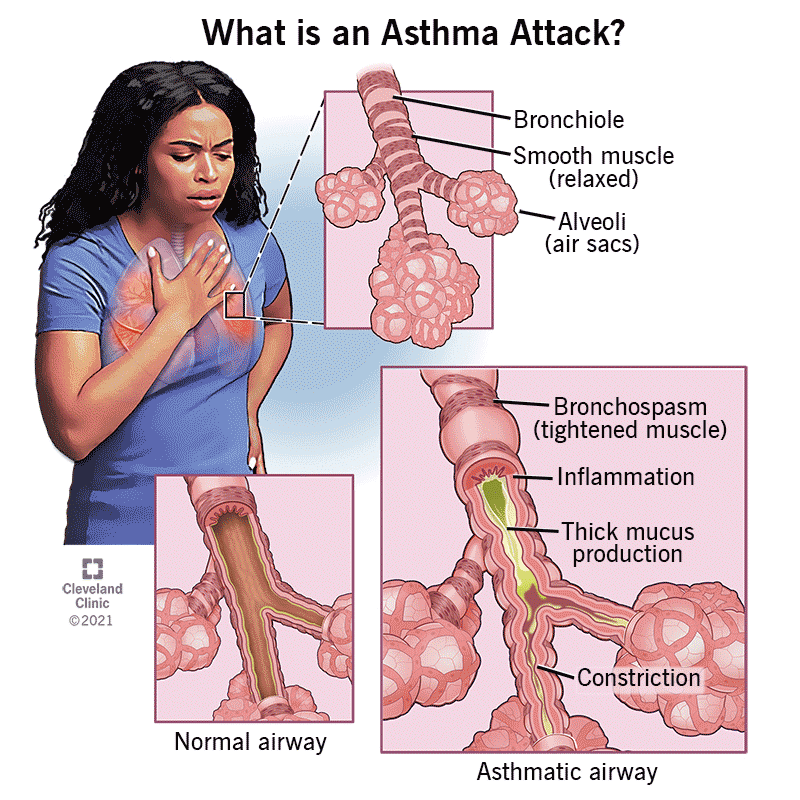 What is an Asthma Attack?
Bronchiole
Smooth muscle
(relaxed)
Alveoli
(air sacs)
Bronchospasm
(tightened muscle)
Inflammation
Thick mucus
production
Constriction
Cleveland
Clinic
©2021
Normal airway
Asthmatic airway